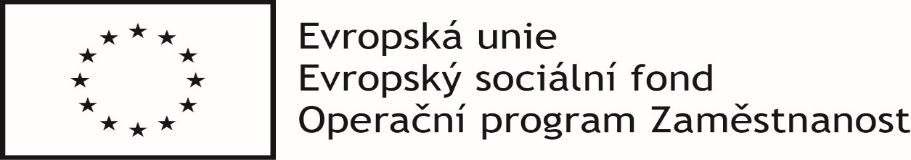 Evropská unie
Evropský sociální fond
Operační program Zaměstnanost